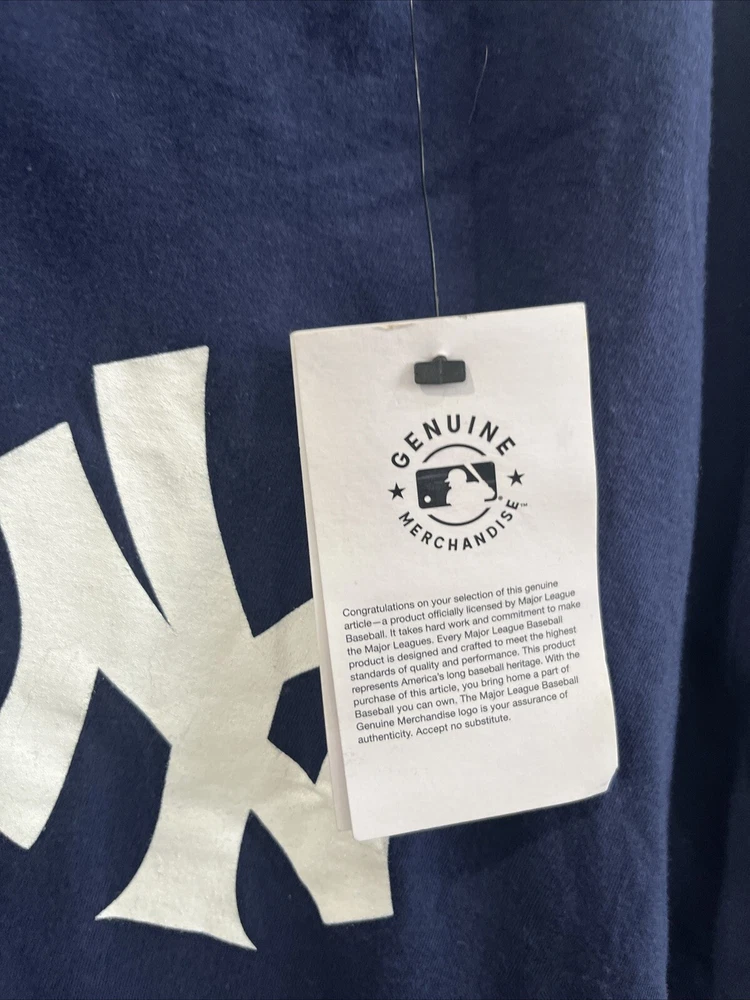 NY
GENUINE
MERCHANDISE™
Congratulations on your selection of this genuine
article—a product officially licensed by Major League
Baseball. It takes hard work and commitment to make
the Major Leagues. Every Major League Baseball
product is designed and crafted to meet the highest
standards of quality and performance. This product
represents America's long baseball heritage. With the
purchase of this article, you bring home a part of
Baseball you can own. The Major League Baseball
Genuine Merchandise logo is your assurance of
authenticity. Accept no substitute.